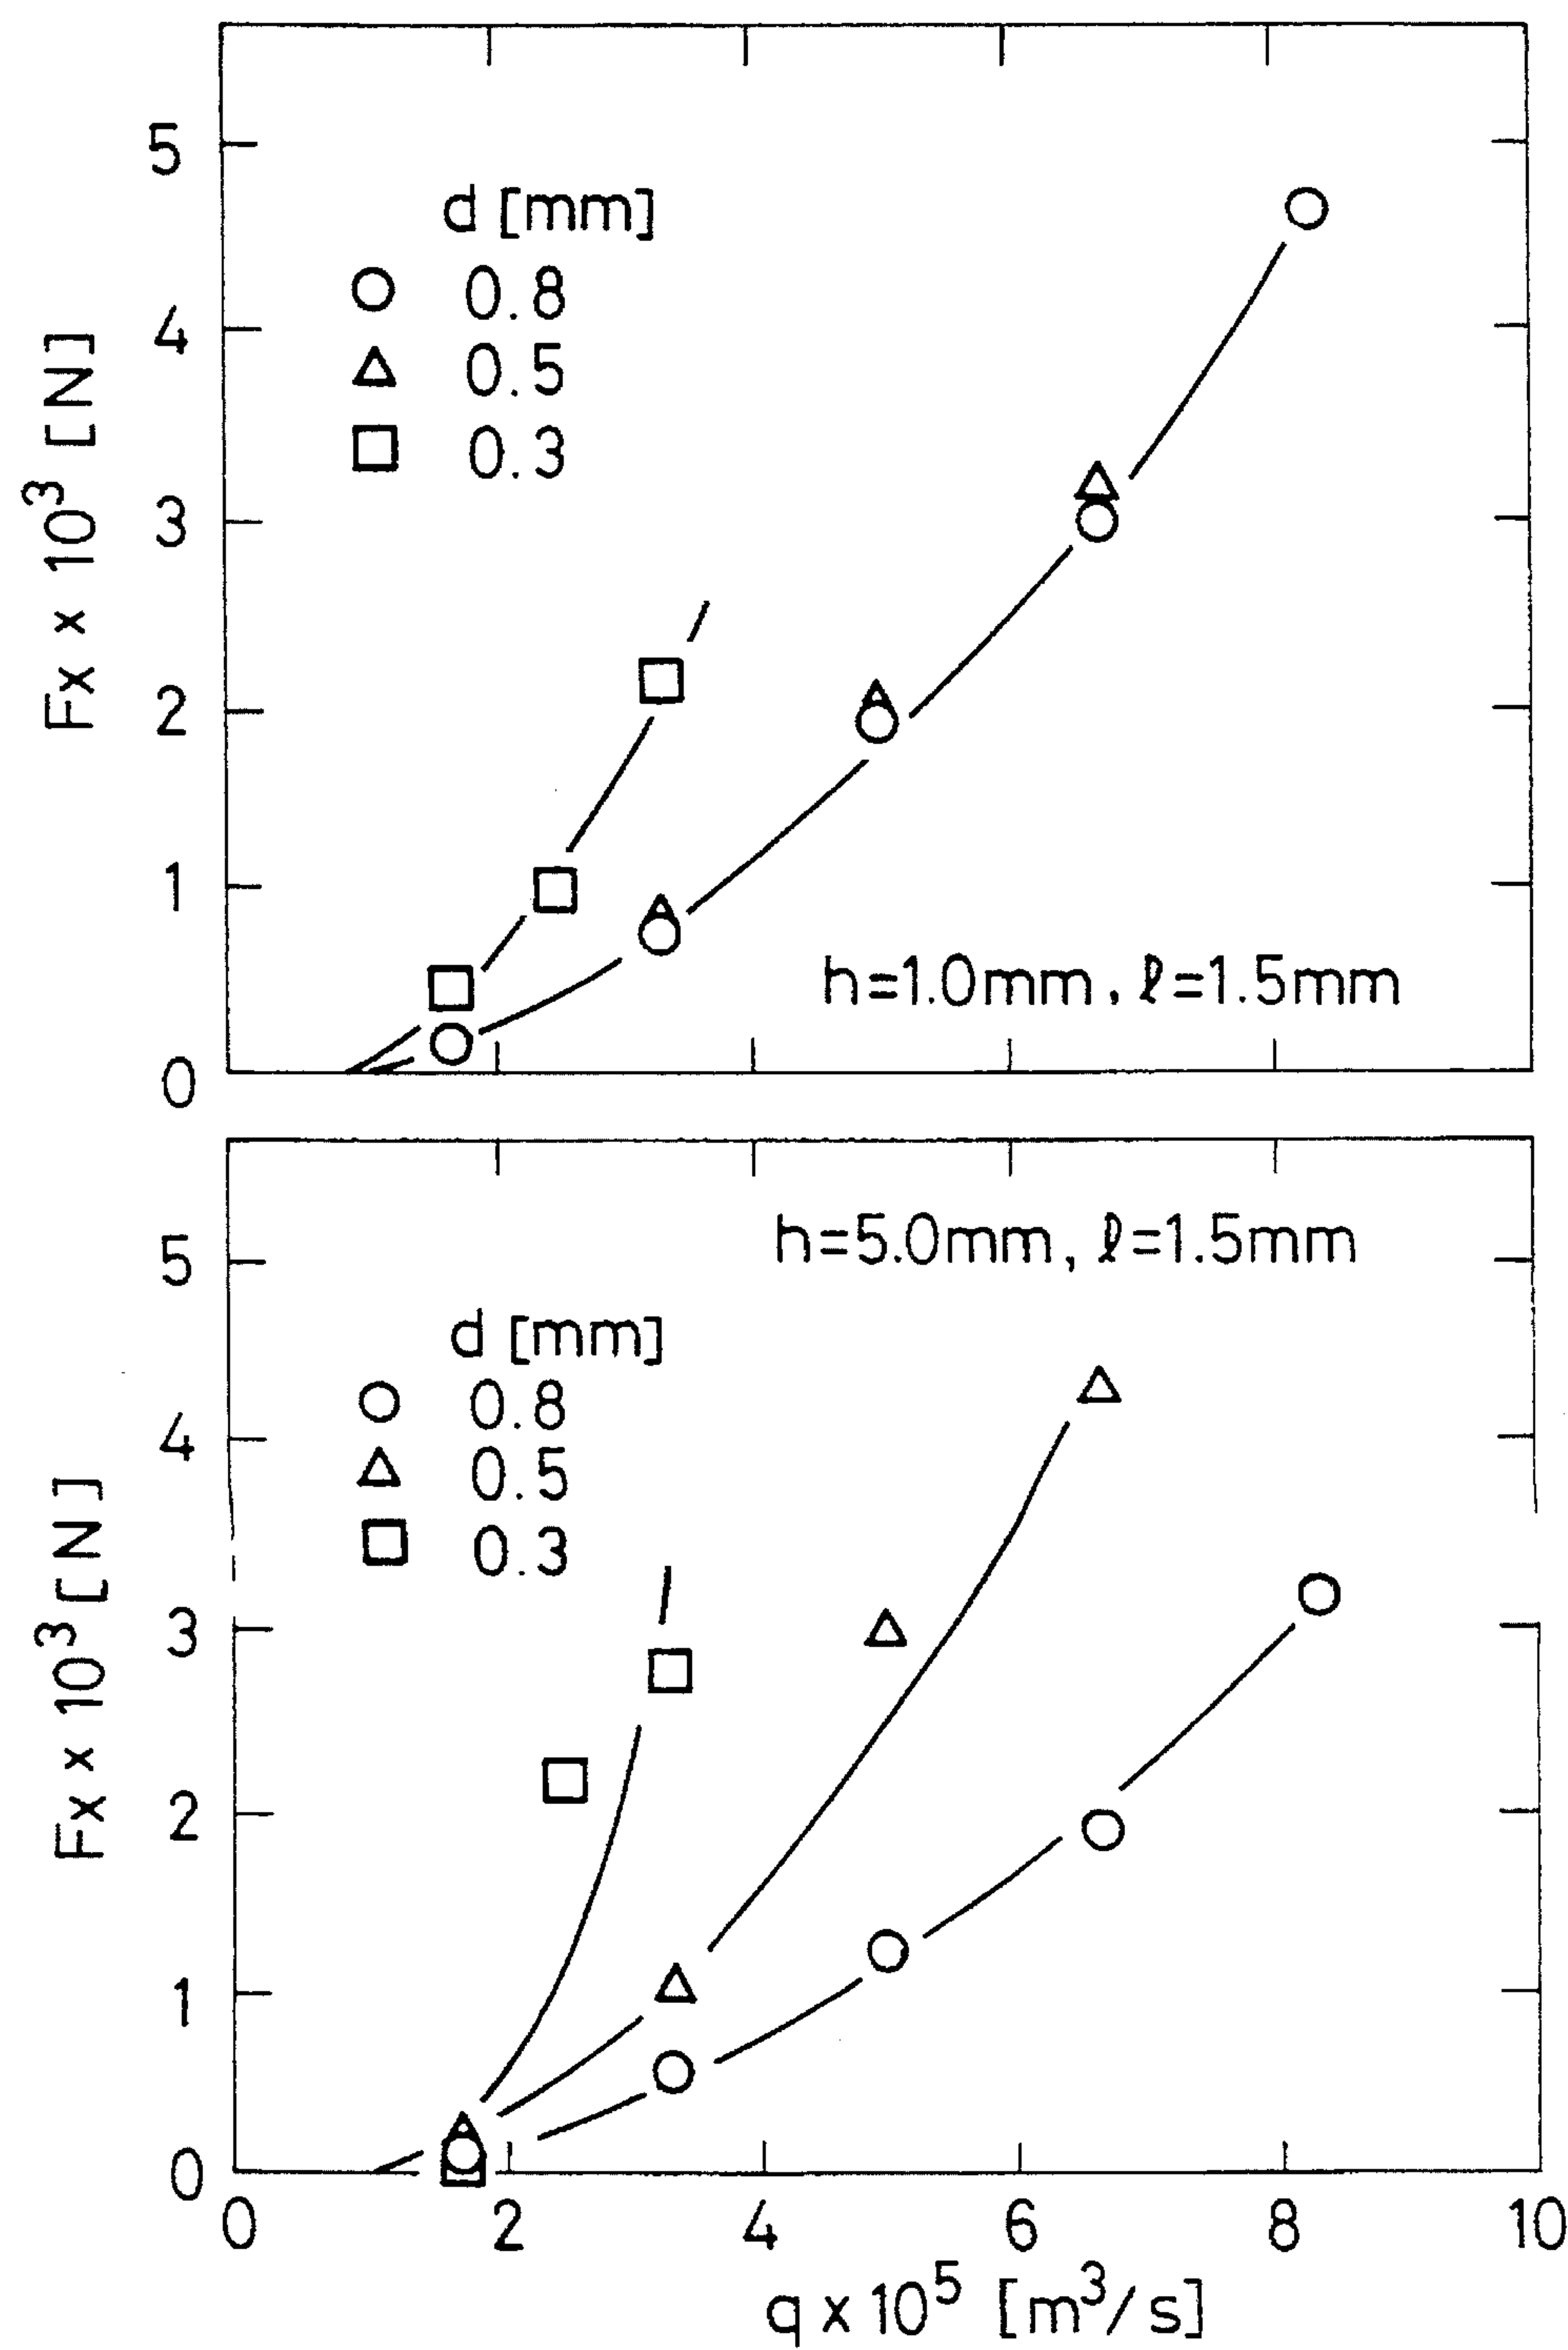 5
d [mm]
0.8
4
0.5
0.3
3
Fx × 10³ [N]
2
1
h=1.0mm, ℓ=1.5mm
0
h=5.0mm, ℓ=1.5mm
5
d [mm]
0.8
4
0.5
0.3
3
Fx × 10³ [N]
2
1
0
0 2 4 6 8 10
q × 10⁵ [m³/s]